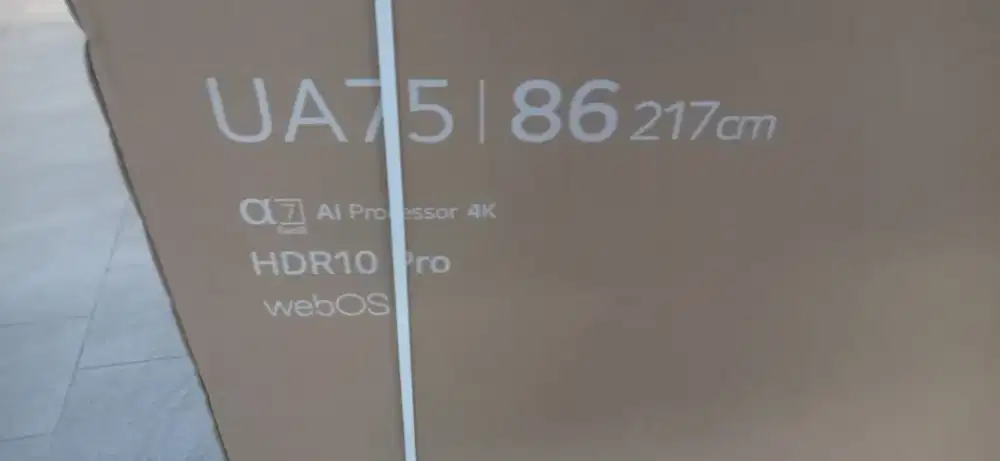 UA75 | 86 217cm
α7 AI Processor 4K
HDR10 Pro
webOS